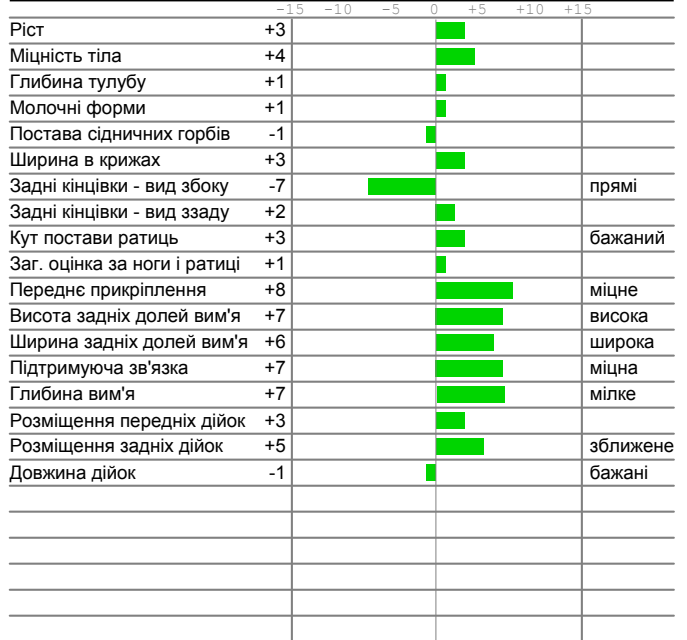 -15 -10 -5 0 +5 +10 +15
Ріст +3
Міцність тіла +4
Глибина тулубу +1
Молочні форми +1
Постава сідничних горбів -1
Ширина в крижах +3
Задні кінцівки - вид збоку -7 прямі
Задні кінцівки - вид ззаду +2
Кут постави ратиць +3 бажаний
Заг. оцінка за ноги і ратиці +1
Переднє прикріплення +8 міцне
Висота задніх долей вим'я +7 висока
Ширина задніх долей вим'я +6 широка
Підтримуюча зв'язка +7 міцна
Глибина вим'я +7 мілке
Розміщення передніх дійок +3
Розміщення задніх дійок +5 зближене
Довжина дійок -1 бажані